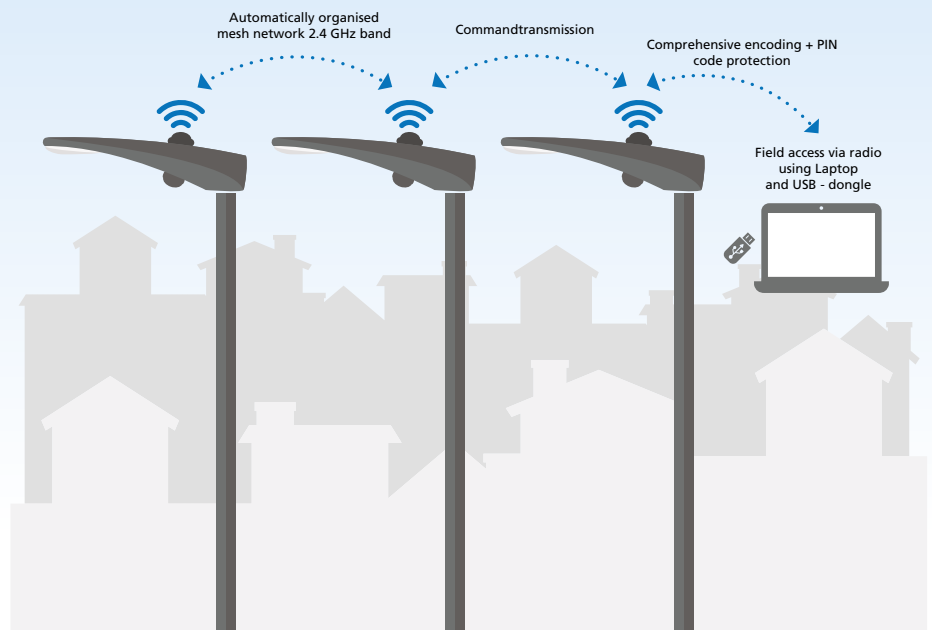 Automatically organised
mesh network 2.4 GHz band
Commandtransmission
Comprehensive encoding + PIN
code protection
Field access via radio
using Laptop
and USB - dongle